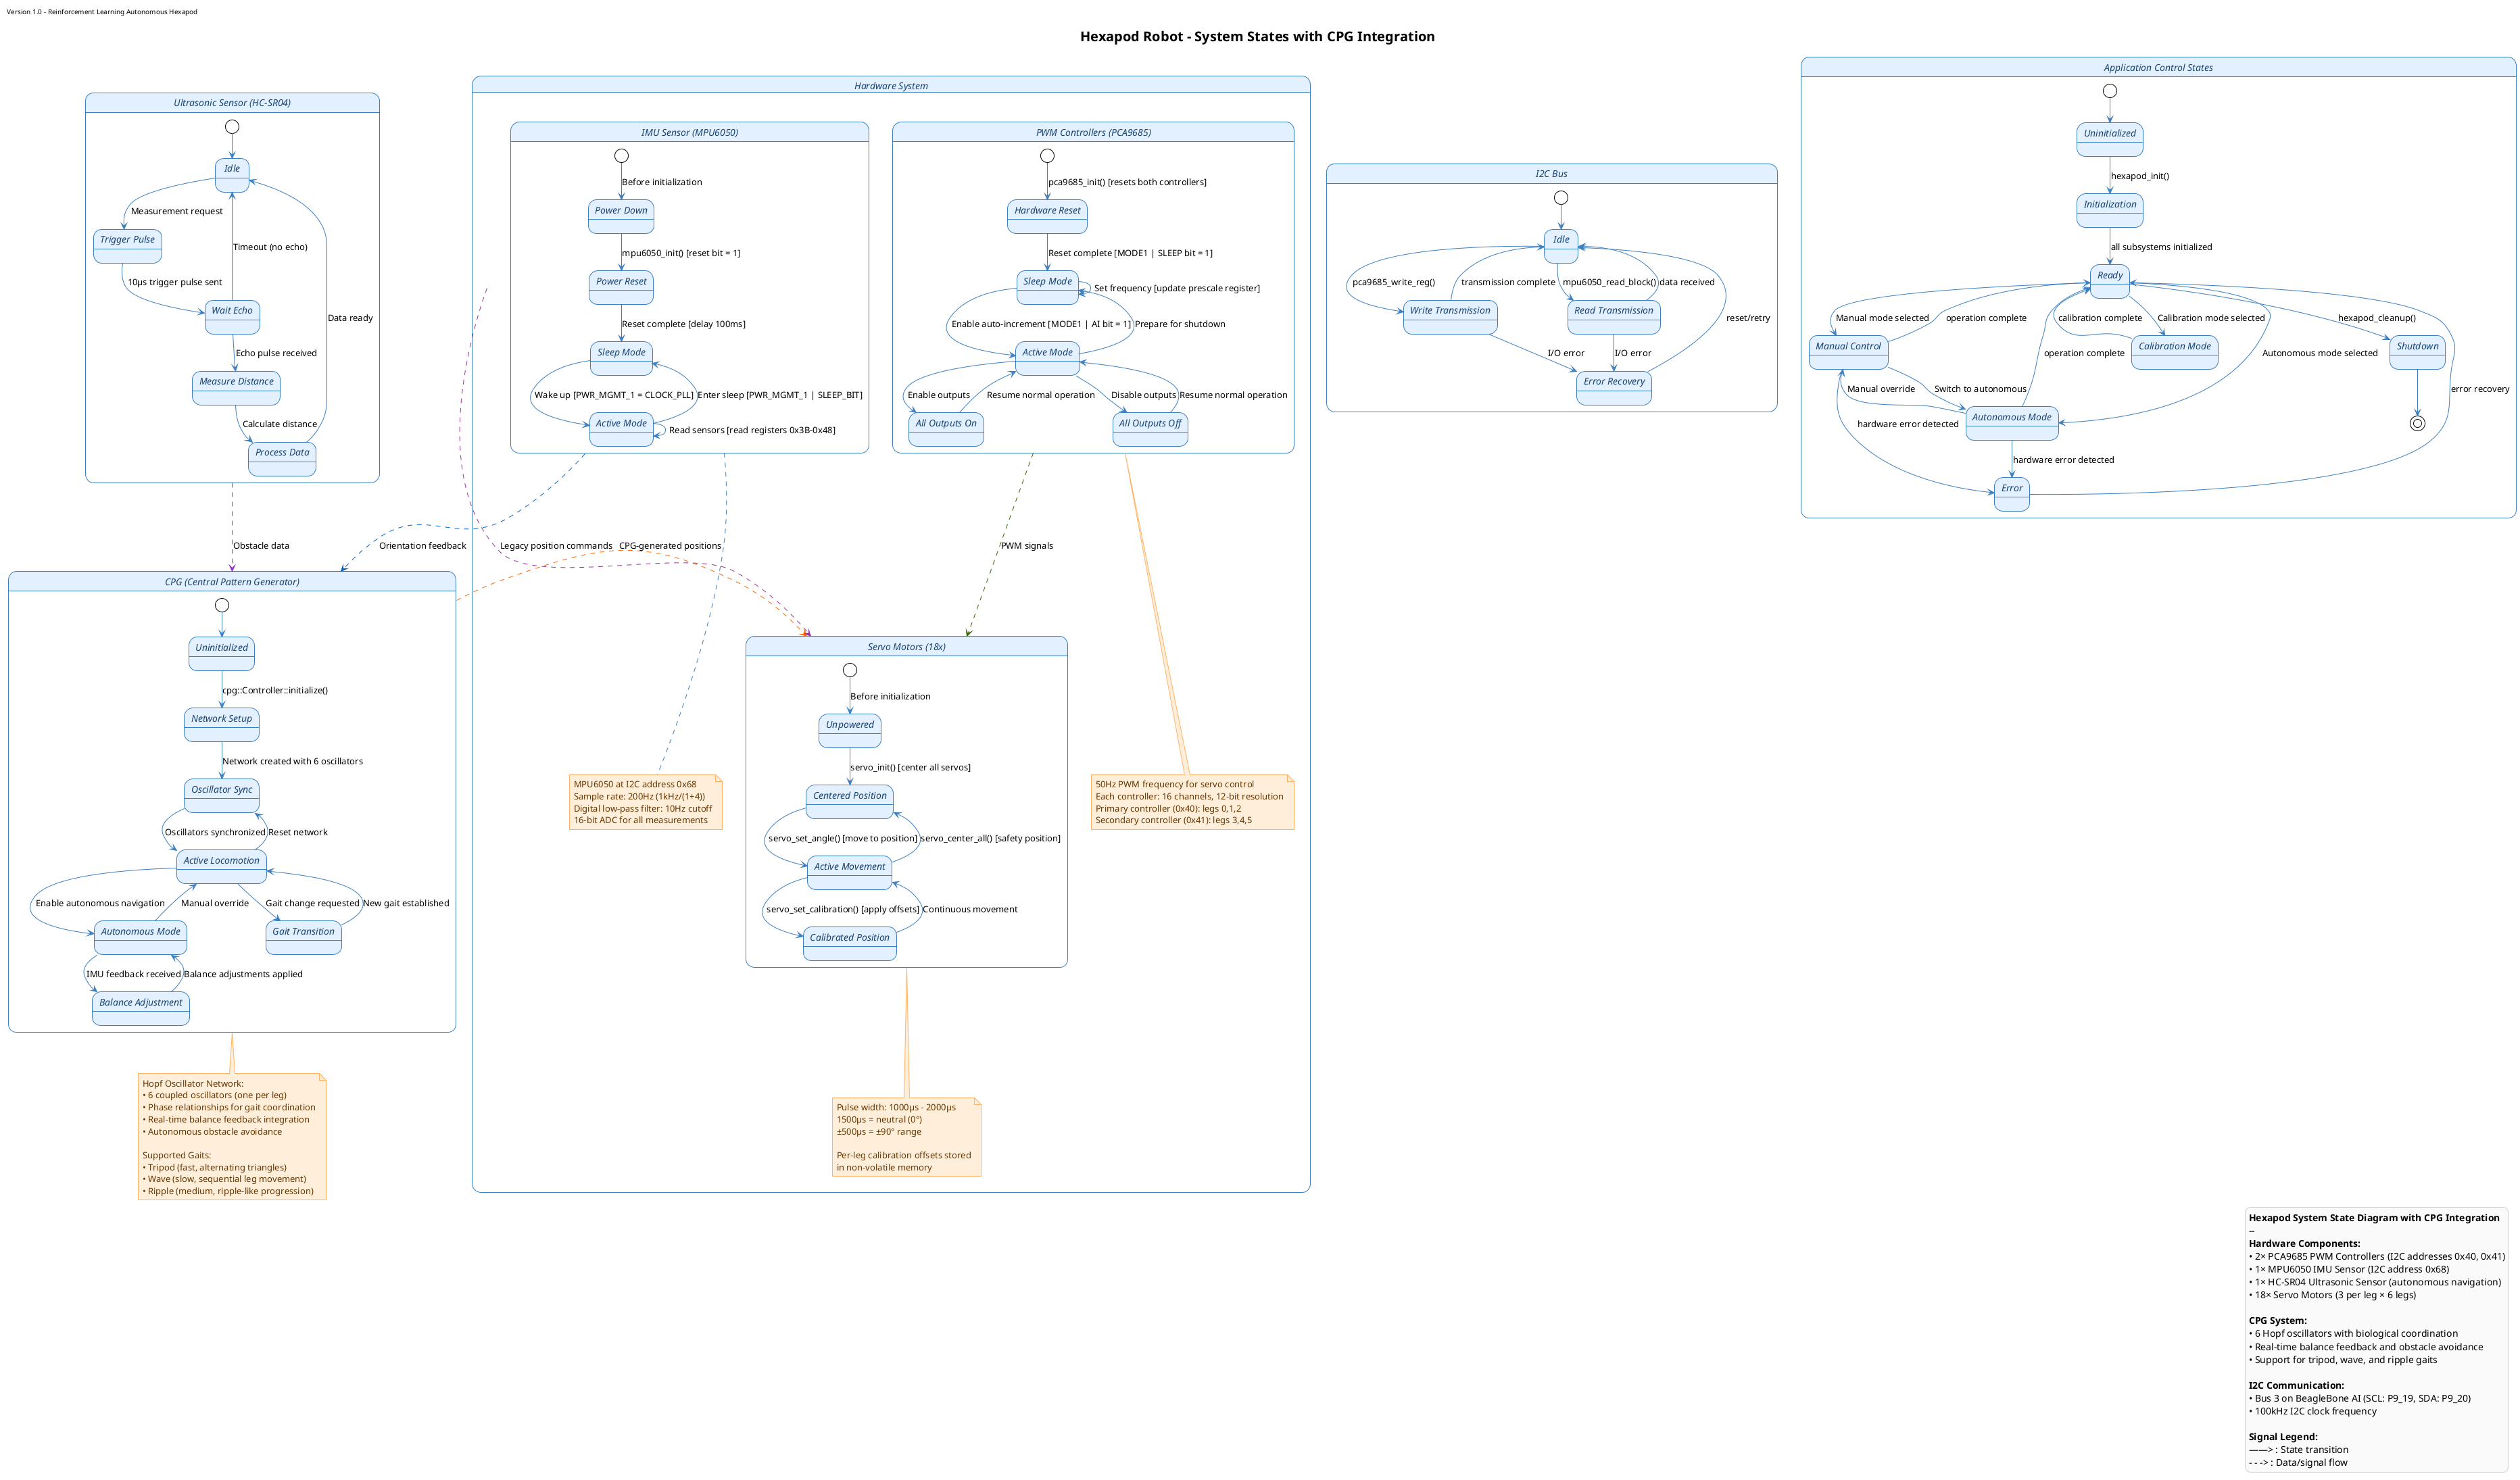 Version 1.0 - Reinforcement Learning Autonomous Hexapod
Hexapod Robot - System States with CPG Integration
Ultrasonic Sensor (HC-SR04)
Idle
Measurement request
Trigger Pulse
Timeout (no echo)
10µs trigger pulse sent
Wait Echo
Data ready
Echo pulse received
Measure Distance
Calculate distance
Process Data
Obstacle data
Hardware System
IMU Sensor (MPU6050)
Before initialization
Power Down
mpu6050_init() [reset bit = 1]
Power Reset
Reset complete [delay 100ms]
Sleep Mode
Wake up [PWR_MGMT_1 = CLOCK_PLL]
Enter sleep [PWR_MGMT_1 | SLEEP_BIT]
Active Mode
Read sensors [read registers 0x3B-0x48]
PWM Controllers (PCA9685)
pca9685_init() [resets both controllers]
Hardware Reset
Reset complete [MODE1 | SLEEP bit = 1]
Sleep Mode
Set frequency [update prescale register]
Enable auto-increment [MODE1 | AI bit = 1]
Prepare for shutdown
Active Mode
Enable outputs
Resume normal operation
Disable outputs
Resume normal operation
All Outputs On
All Outputs Off
Orientation feedback
Legacy position commands
CPG-generated positions
PWM signals
Servo Motors (18x)
Before initialization
Unpowered
servo_init() [center all servos]
Centered Position
servo_set_angle() [move to position]
servo_center_all() [safety position]
Active Movement
servo_set_calibration() [apply offsets]
Continuous movement
Calibrated Position
MPU6050 at I2C address 0x68
Sample rate: 200Hz (1kHz/(1+4))
Digital low-pass filter: 10Hz cutoff
16-bit ADC for all measurements
50Hz PWM frequency for servo control
Each controller: 16 channels, 12-bit resolution
Primary controller (0x40): legs 0,1,2
Secondary controller (0x41): legs 3,4,5
Pulse width: 1000µs - 2000µs
1500µs = neutral (0°)
±500µs = ±90° range
Per-leg calibration offsets stored
in non-volatile memory
I2C Bus
Idle
pca9685_write_reg()
transmission complete
mpu6050_read_block()
data received
Write Transmission
Read Transmission
reset/retry
I/O error
I/O error
Error Recovery
Application Control States
Uninitialized
hexapod_init()
Initialization
all subsystems initialized
Ready
Manual mode selected
operation complete
calibration complete
Calibration mode selected
hexapod_cleanup()
Manual Control
Calibration Mode
Shutdown
operation complete
Autonomous mode selected
Manual override
Switch to autonomous
error recovery
hardware error detected
Autonomous Mode
hardware error detected
Error
CPG (Central Pattern Generator)
Uninitialized
cpg::Controller::initialize()
Network Setup
Network created with 6 oscillators
Oscillator Sync
Oscillators synchronized
Reset network
Active Locomotion
Enable autonomous navigation
Manual override
Gait change requested
New gait established
Autonomous Mode
Gait Transition
IMU feedback received
Balance adjustments applied
Balance Adjustment
Hopf Oscillator Network:
• 6 coupled oscillators (one per leg)
• Phase relationships for gait coordination
• Real-time balance feedback integration
• Autonomous obstacle avoidance
Supported Gaits:
• Tripod (fast, alternating triangles)
• Wave (slow, sequential leg movement)
• Ripple (medium, ripple-like progression)
Hexapod System State Diagram with CPG Integration
--
Hardware Components:
• 2× PCA9685 PWM Controllers (I2C addresses 0x40, 0x41)
• 1× MPU6050 IMU Sensor (I2C address 0x68)
• 1× HC-SR04 Ultrasonic Sensor (autonomous navigation)
• 18× Servo Motors (3 per leg × 6 legs)
CPG System:
• 6 Hopf oscillators with biological coordination
• Real-time balance feedback and obstacle avoidance
• Support for tripod, wave, and ripple gaits
I2C Communication:
• Bus 3 on BeagleBone AI (SCL: P9_19, SDA: P9_20)
• 100kHz I2C clock frequency
Signal Legend:
——> : State transition
- - -> : Data/signal flow